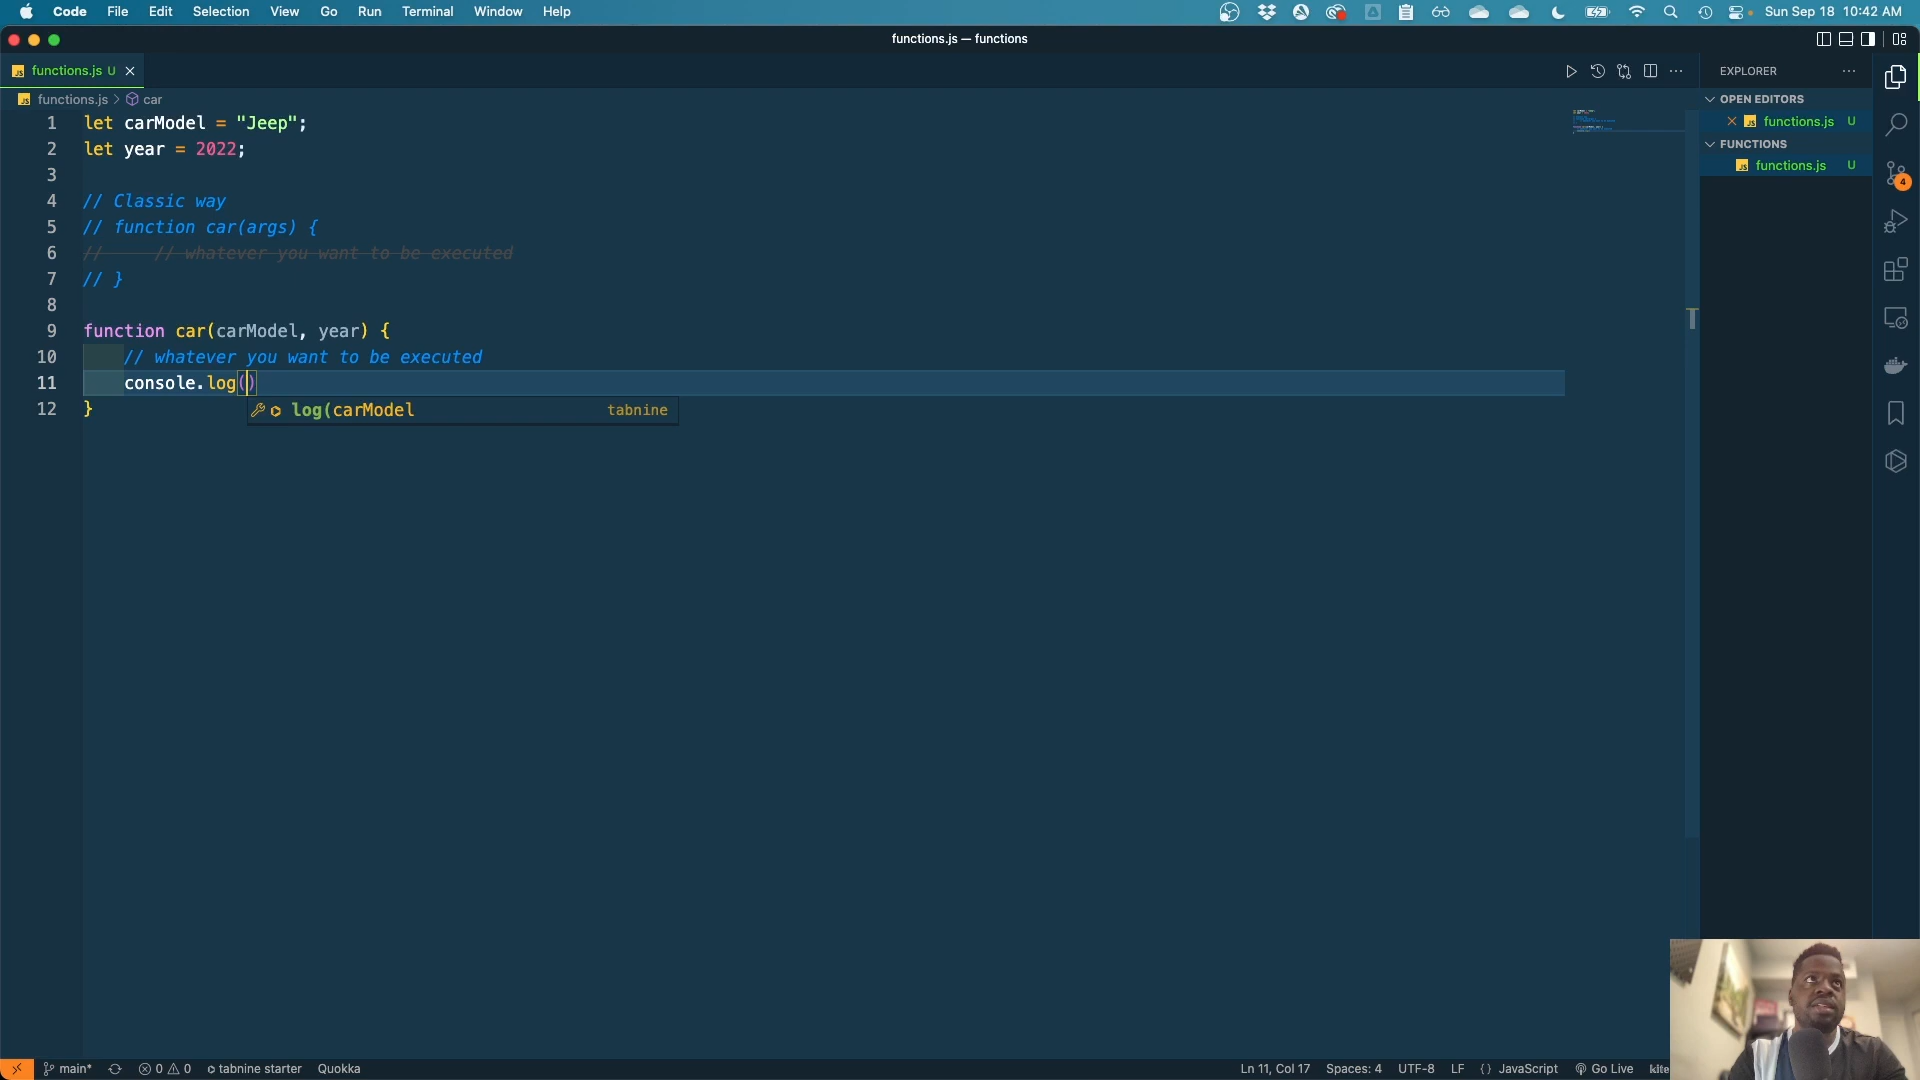 Code File Edit Selection View Go Run Terminal Window Help Sun Sep 18 10:42 AM
functions.js — functions
functions.js U
EXPLORER
functions.js > car
OPEN EDITORS
functions.js U
FUNCTIONS
functions.js U
4
1 let carModel = "Jeep";
2 let year = 2022;
3
4 // Classic way
5 // function car(args) {
6 // // whatever you want to be executed
7 // }
8
9 function car(carModel, year) {
10 // whatever you want to be executed
11 console.log()
12 }
log(carModel tabnine
main* 0 0 tabnine starter Quokka Ln 11, Col 17 Spaces: 4 UTF-8 LF {} JavaScript Go Live kite